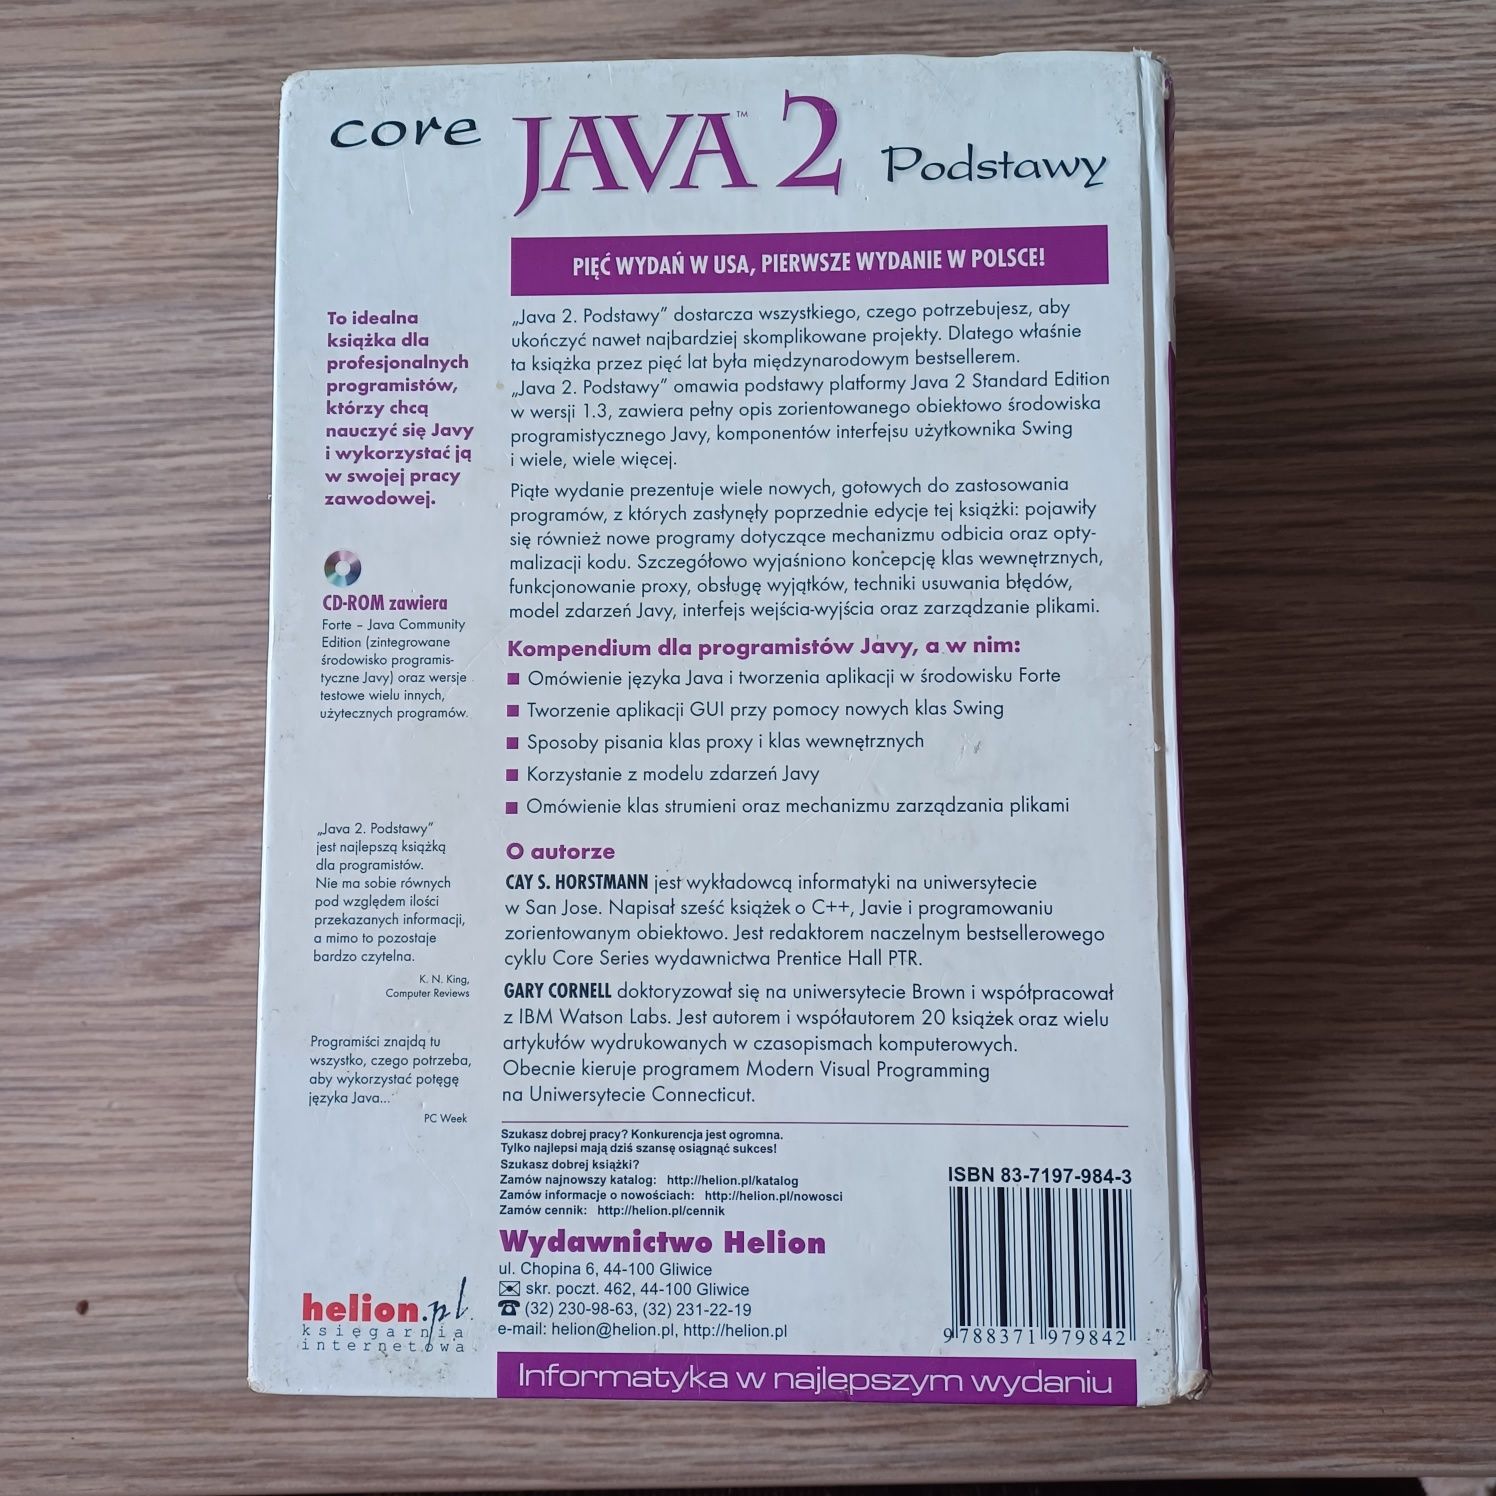 core JAVA™ 2 Podstawy
PIĘĆ WYDAŃ W USA, PIERWSZE WYDANIE W POLSCE!
To idealna
książka dla
profesjonalnych
programistów,
którzy chcą
nauczyć się Javy
i wykorzystać ją
w swojej pracy
zawodowej.
CD-ROM zawiera
Forte – Java Community
Edition (zintegrowane
środowisko programis-
tyczne Javy) oraz wersje
testowe wielu innych,
użytecznych programów.
„Java 2. Podstawy”
jest najlepszą książką
dla programistów.
Nie ma sobie równych
pod względem ilości
przekazanych informacji,
a mimo to pozostaje
bardzo czytelna.
K. N. King,
Computer Reviews
Programiści znajdą tu
wszystko, czego potrzeba,
aby wykorzystać potęgę
języka Java...
PC Week
helion.pl
księgarnia
internetowa
„Java 2. Podstawy” dostarcza wszystkiego, czego potrzebujesz, aby
ukończyć nawet najbardziej skomplikowane projekty. Dlatego właśnie
ta książka przez pięć lat była międzynarodowym bestsellerem.
„Java 2. Podstawy” omawia podstawy platformy Java 2 Standard Edition
w wersji 1.3, zawiera pełny opis zorientowanego obiektowo środowiska
programistycznego Javy, komponentów interfejsu użytkownika Swing
i wiele, wiele więcej.
Piąte wydanie prezentuje wiele nowych, gotowych do zastosowania
programów, z których zasłynęły poprzednie edycje tej książki: pojawiły
się również nowe programy dotyczące mechanizmu odbicia oraz opty-
malizacji kodu. Szczegółowo wyjaśniono koncepcję klas wewnętrznych,
funkcjonowanie proxy, obsługę wyjątków, techniki usuwania błędów,
model zdarzeń Javy, interfejs wejścia-wyjścia oraz zarządzanie plikami.
Kompendium dla programistów Javy, a w nim:
Omówienie języka Java i tworzenia aplikacji w środowisku Forte
Tworzenie aplikacji GUI przy pomocy nowych klas Swing
Sposoby pisania klas proxy i klas wewnętrznych
Korzystanie z modelu zdarzeń Javy
Omówienie klas strumieni oraz mechanizmu zarządzania plikami
O autorze
CAY S. HORSTMANN jest wykładowcą informatyki na uniwersytecie
w San Jose. Napisał sześć książek o C++, Javie i programowaniu
zorientowanym obiektowo. Jest redaktorem naczelnym bestsellerowego
cyklu Core Series wydawnictwa Prentice Hall PTR.
GARY CORNELL doktoryzował się na uniwersytecie Brown i współpracował
z IBM Watson Labs. Jest autorem i współautorem 20 książek oraz wielu
artykułów wydrukowanych w czasopismach komputerowych.
Obecnie kieruje programem Modern Visual Programming
na Uniwersytecie Connecticut.
Szukasz dobrej pracy? Konkurencja jest ogromna.
Tylko najlepsi mają dziś szansę osiągnąć sukces!
Szukasz dobrej książki?
Zamów najnowszy katalog: http://helion.pl/katalog
Zamów informacje o nowościach: http://helion.pl/nowosci
Zamów cennik: http://helion.pl/cennik
Wydawnictwo Helion
ul. Chopina 6, 44-100 Gliwice
skr. poczt. 462, 44-100 Gliwice
(32) 230-98-63, (32) 231-22-19
e-mail: helion@helion.pl, http://helion.pl
ISBN 83-7197-984-3
9 788371 979842
Informatyka w najlepszym wydaniu